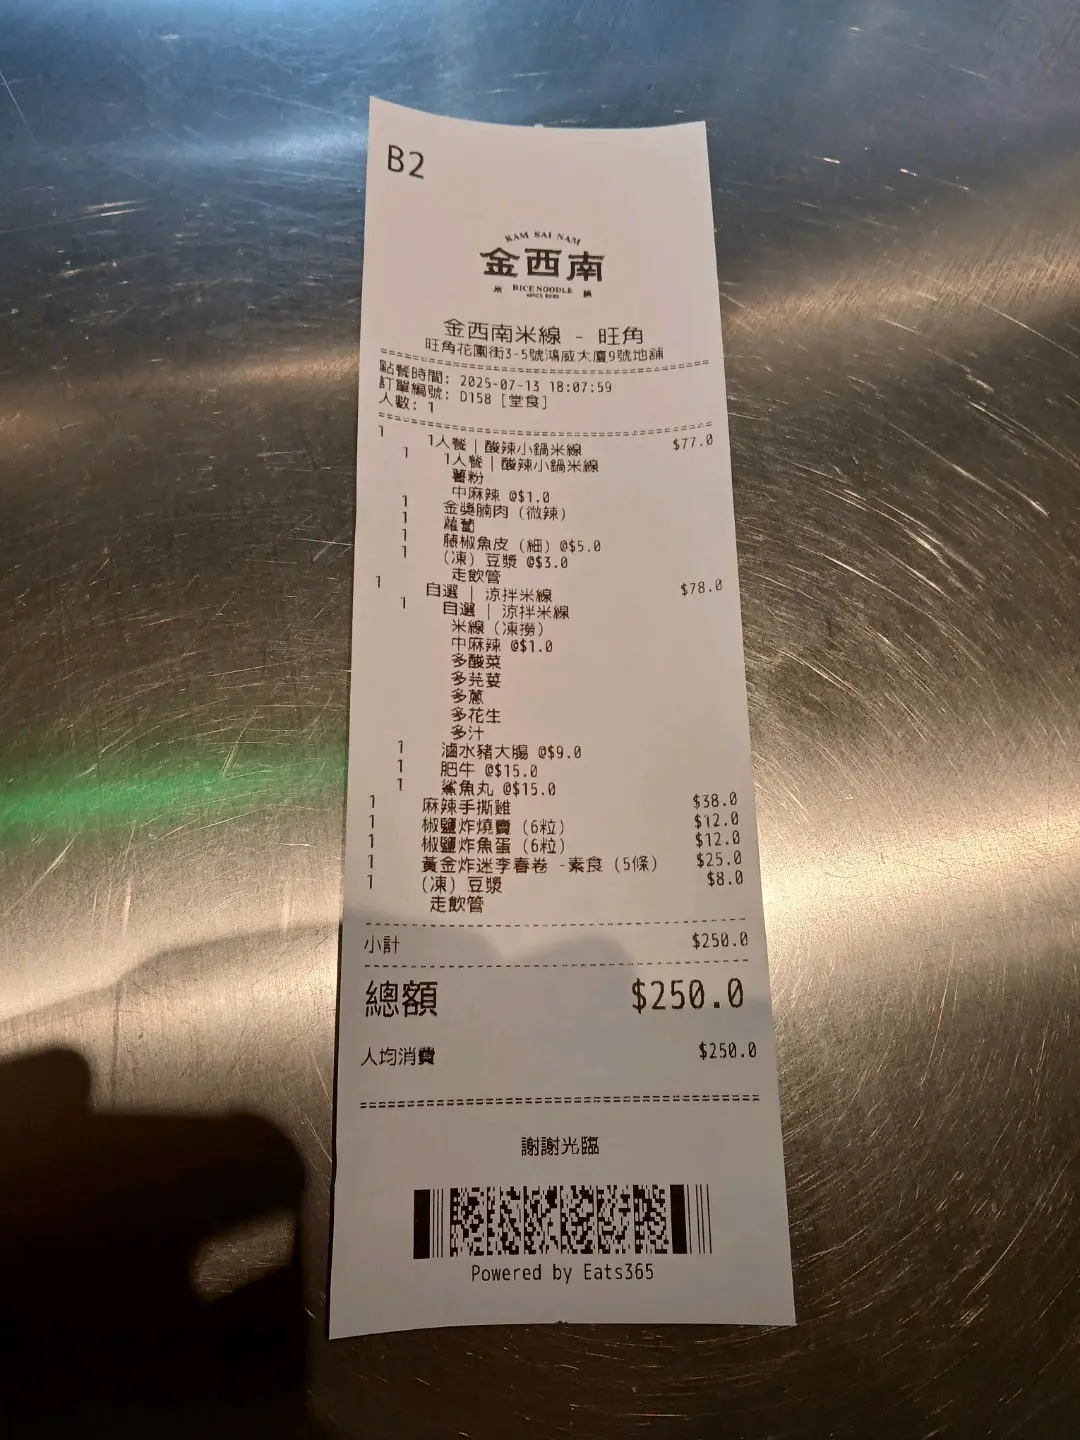 B2
KAM SAI NAM
金西南
米 RICE NOODLE 線
金西南米線 - 旺角
旺角花園街3-5號鴻威大廈9號地舖
點餐時間: 2025-07-13 18:07:59
訂單編號: D158 [堂食]
人數: 1
1 1人餐｜酸辣小鍋米線 $77.0
1 1人餐｜酸辣小鍋米線
薯粉
中麻辣 @$1.0
1 金獎腩肉 (微辣)
1 蘿蔔
1 藤椒魚皮 (細) @$5.0
1 (凍) 豆漿 @$3.0
走飲管
1 自選｜涼拌米線 $78.0
1 自選｜涼拌米線
米線 (凍撈)
中麻辣 @$1.0
多酸菜
多芫荽
多蔥
多花生
多汁
1 滷水豬大腸 @$9.0
1 肥牛 @$15.0
1 鯊魚丸 @$15.0
1 麻辣手撕雞 $38.0
1 椒鹽炸燒賣 (6粒) $12.0
1 椒鹽炸魚蛋 (6粒) $12.0
1 黃金炸迷李春卷 -素食 (5條) $25.0
1 (凍) 豆漿 $8.0
走飲管
小計 $250.0
總額 $250.0
人均消費 $250.0
謝謝光臨
Powered by Eats365